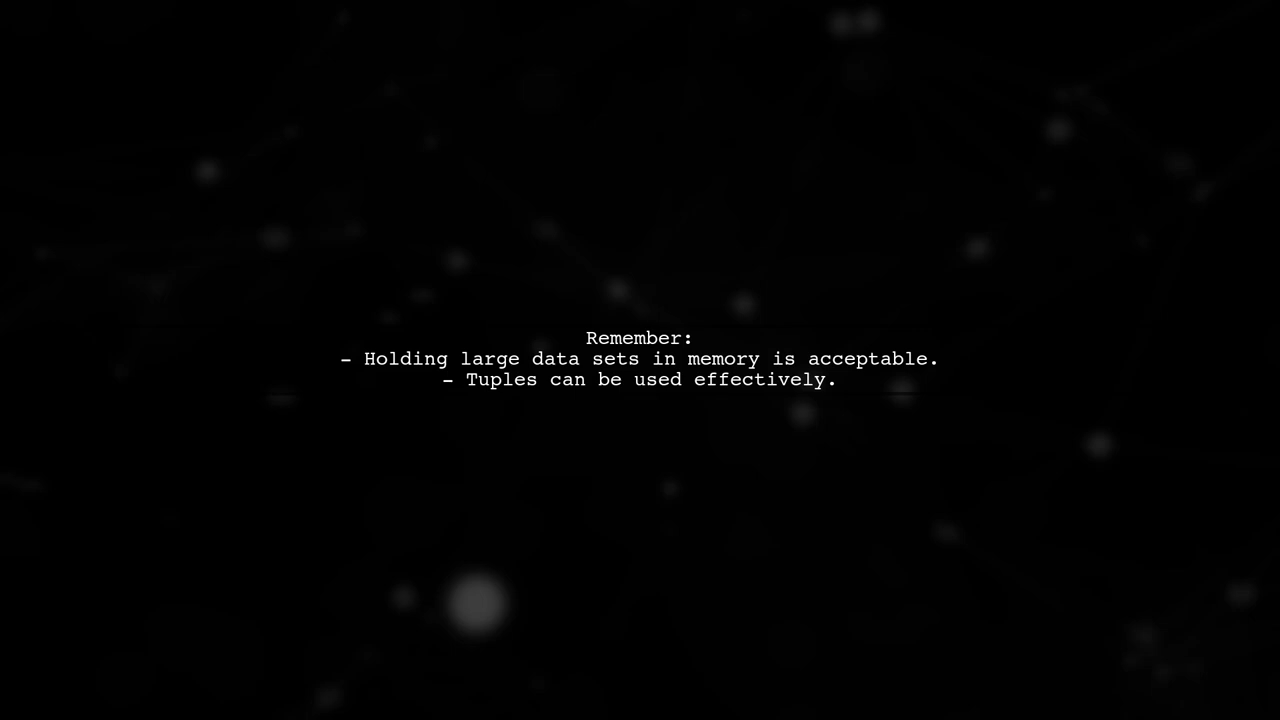 Remember:
- Holding large data sets in memory is acceptable.
- Tuples can be used effectively.